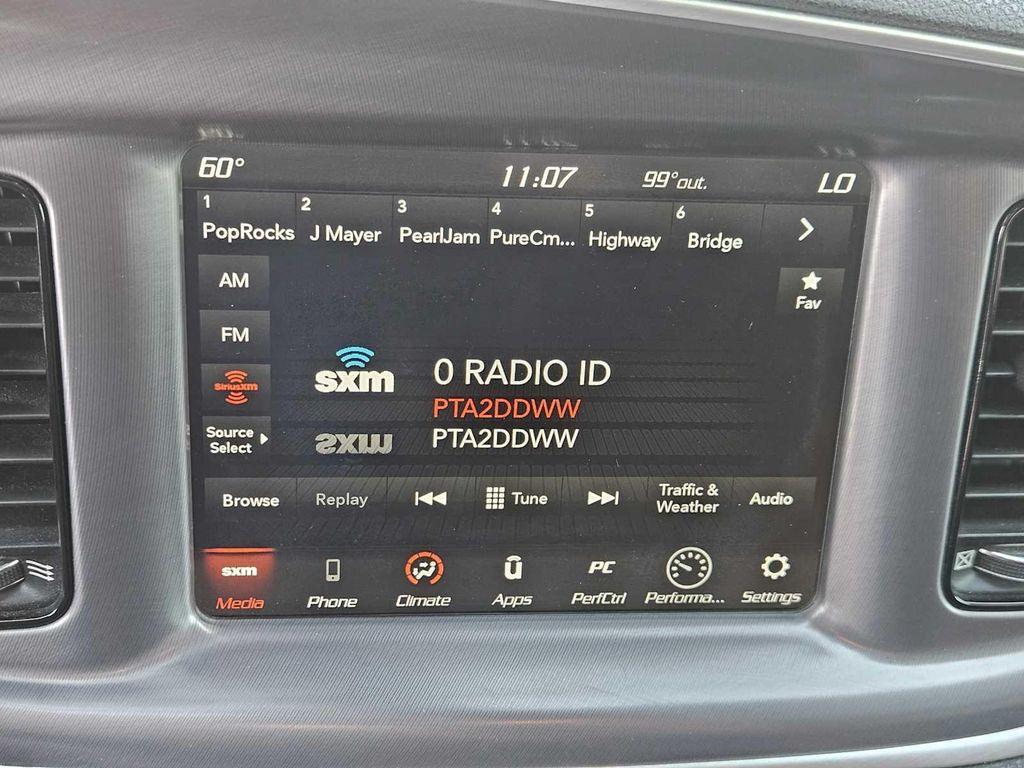 60° 11:07 99°out. LO
1 2 3 4 5 6
PopRocks J Mayer PearlJam PureCm... Highway Bridge
AM
Fav
FM
SiriusXM
sxm 0 RADIO ID
PTA2DDWW
PTA2DDWW
Source
Select
Browse Replay Tune Traffic &
Weather Audio
sxm PC
Media Phone Climate Apps PerfCtrl Performa... Settings